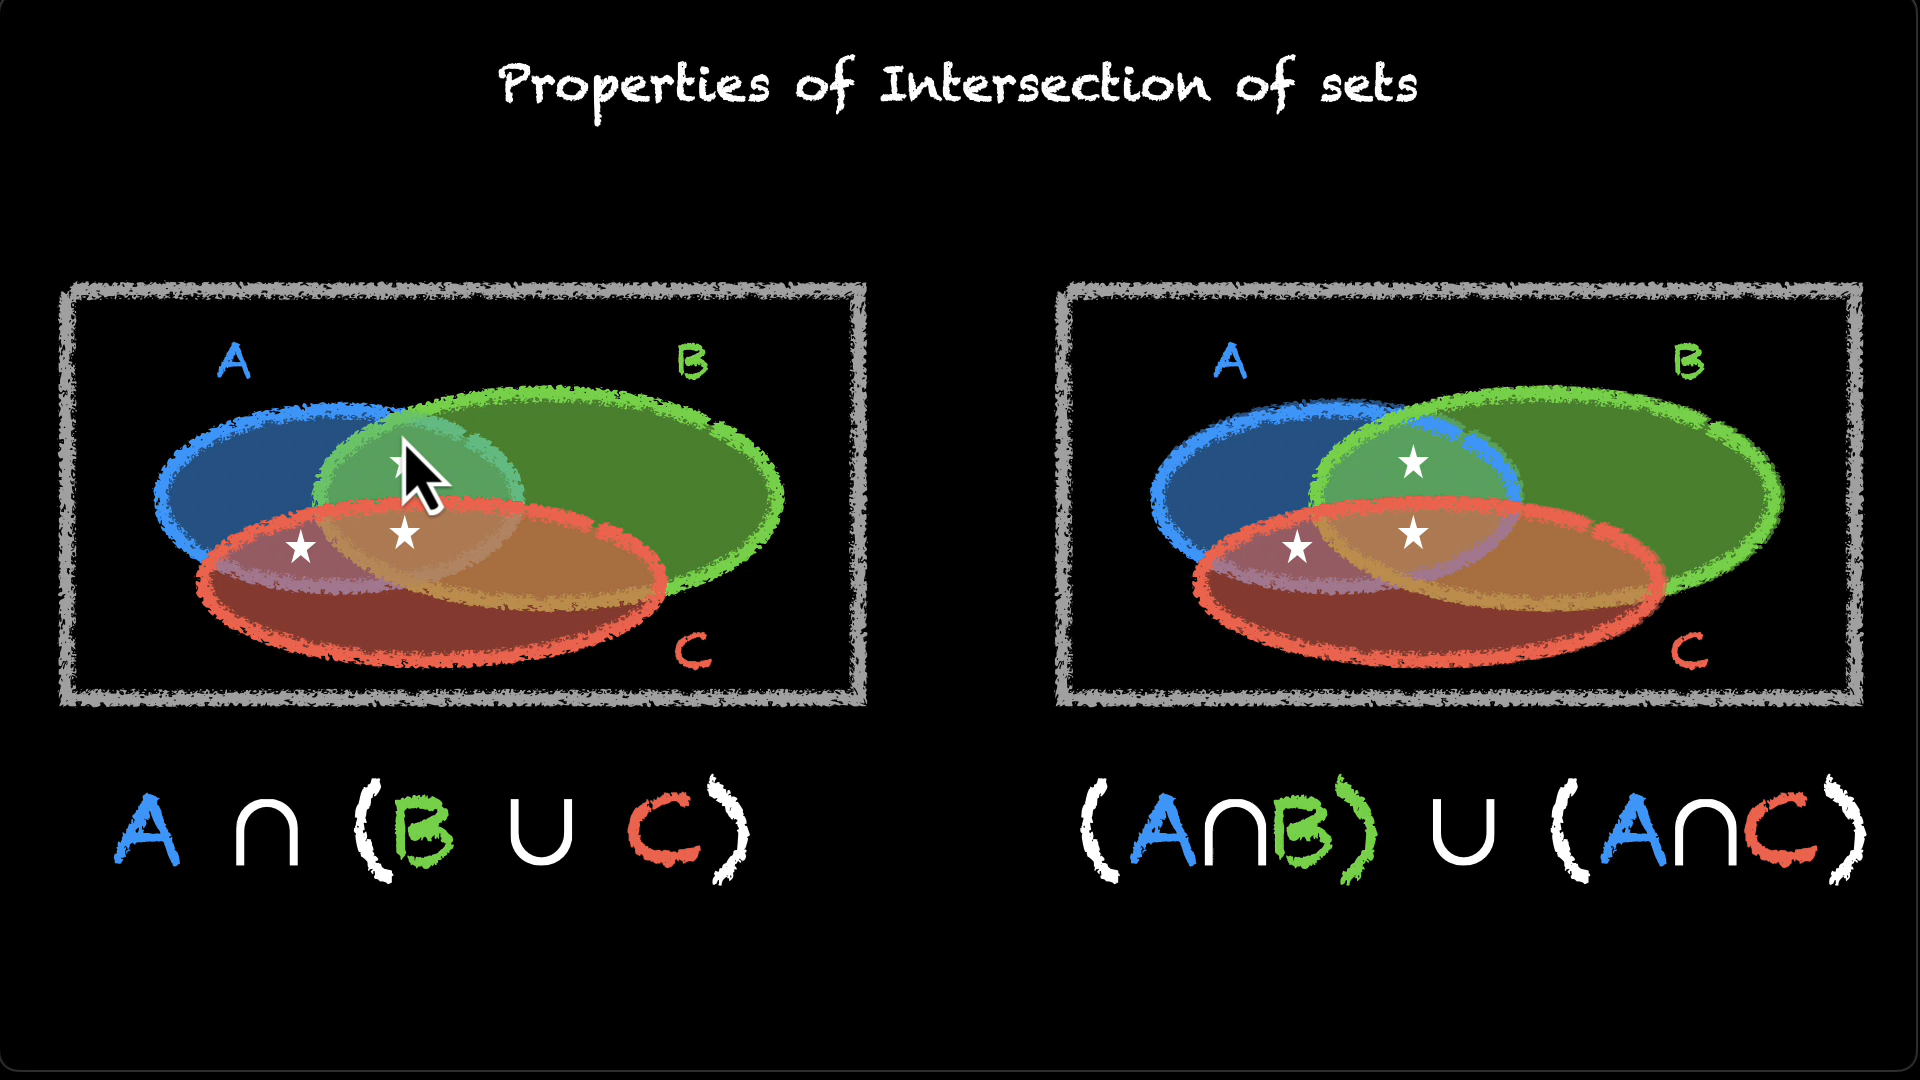 Properties of Intersection of sets
A B
C
A B
C
A ∩ (B ∪ C)
(A∩B) ∪ (A∩C)